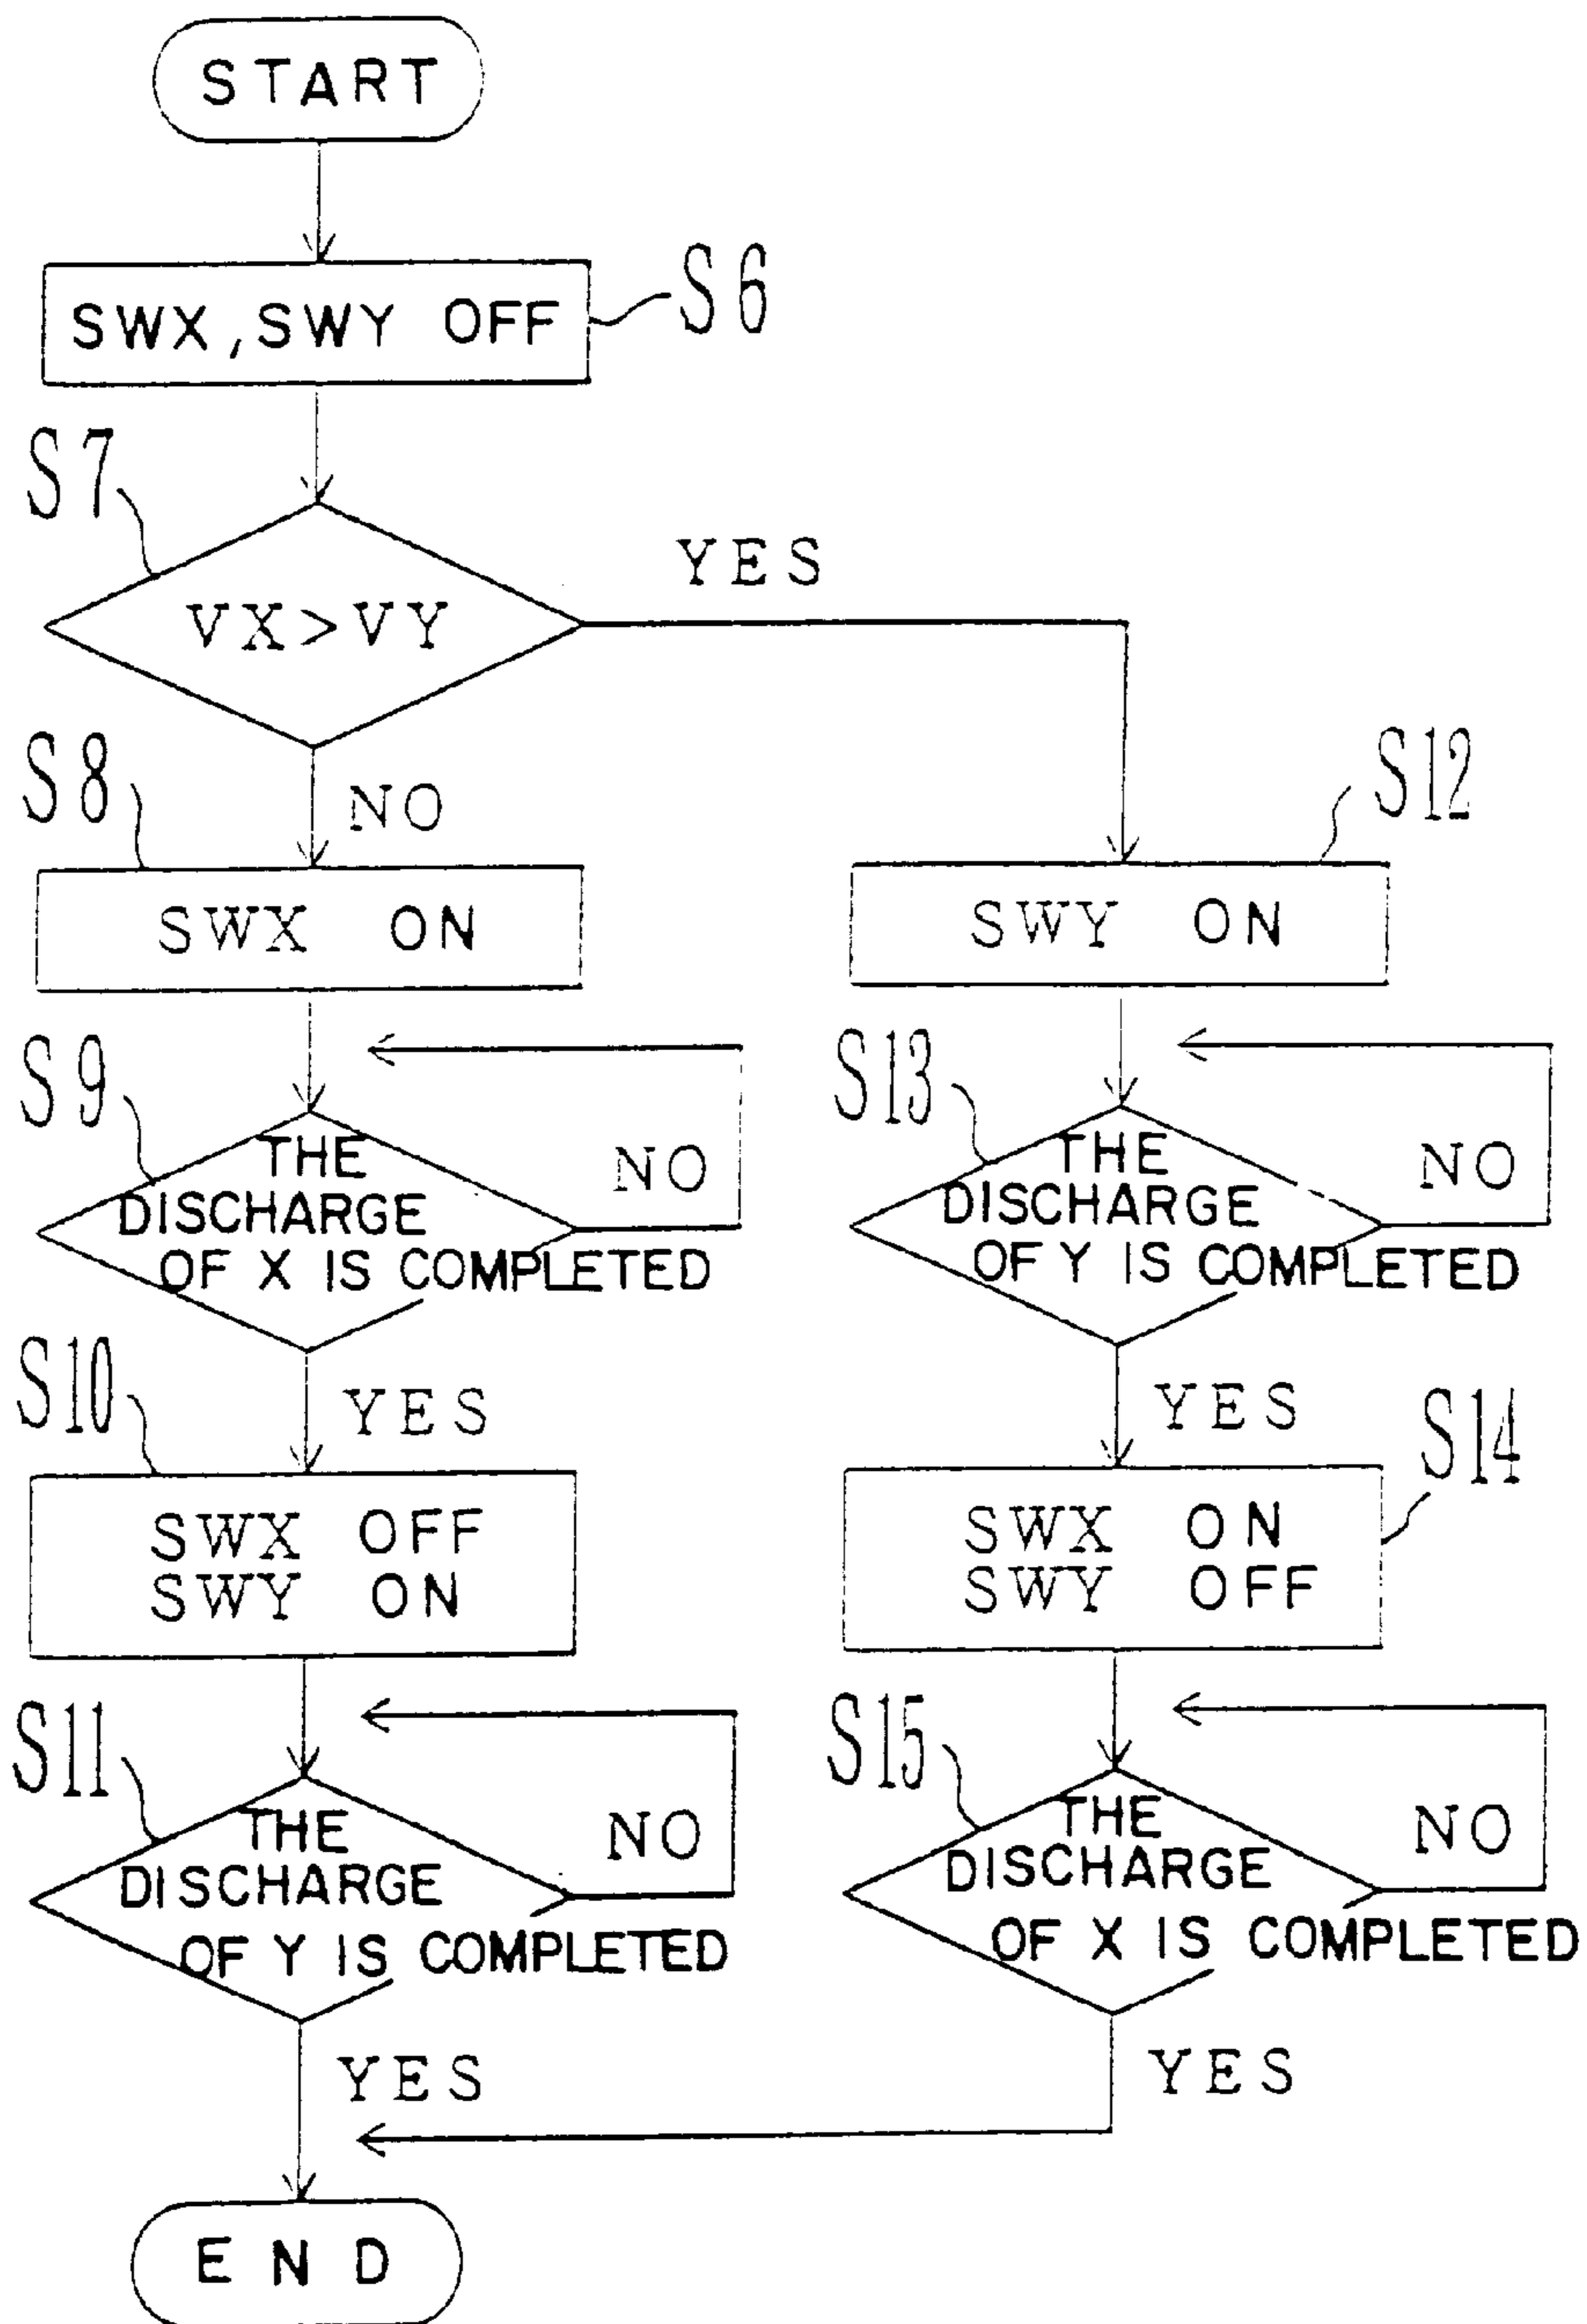 START
SWX,SWY OFF
S6
S7
VX>VY
YES
NO
S8
SWX ON
S9
THE
DISCHARGE
OF X IS COMPLETED
NO
YES
S10
SWX OFF
SWY ON
S11
THE
DISCHARGE
OF Y IS COMPLETED
NO
YES
S12
SWY ON
S13
THE
DISCHARGE
OF Y IS COMPLETED
NO
YES
S14
SWX ON
SWY OFF
S15
THE
DISCHARGE
OF X IS COMPLETED
NO
YES
END